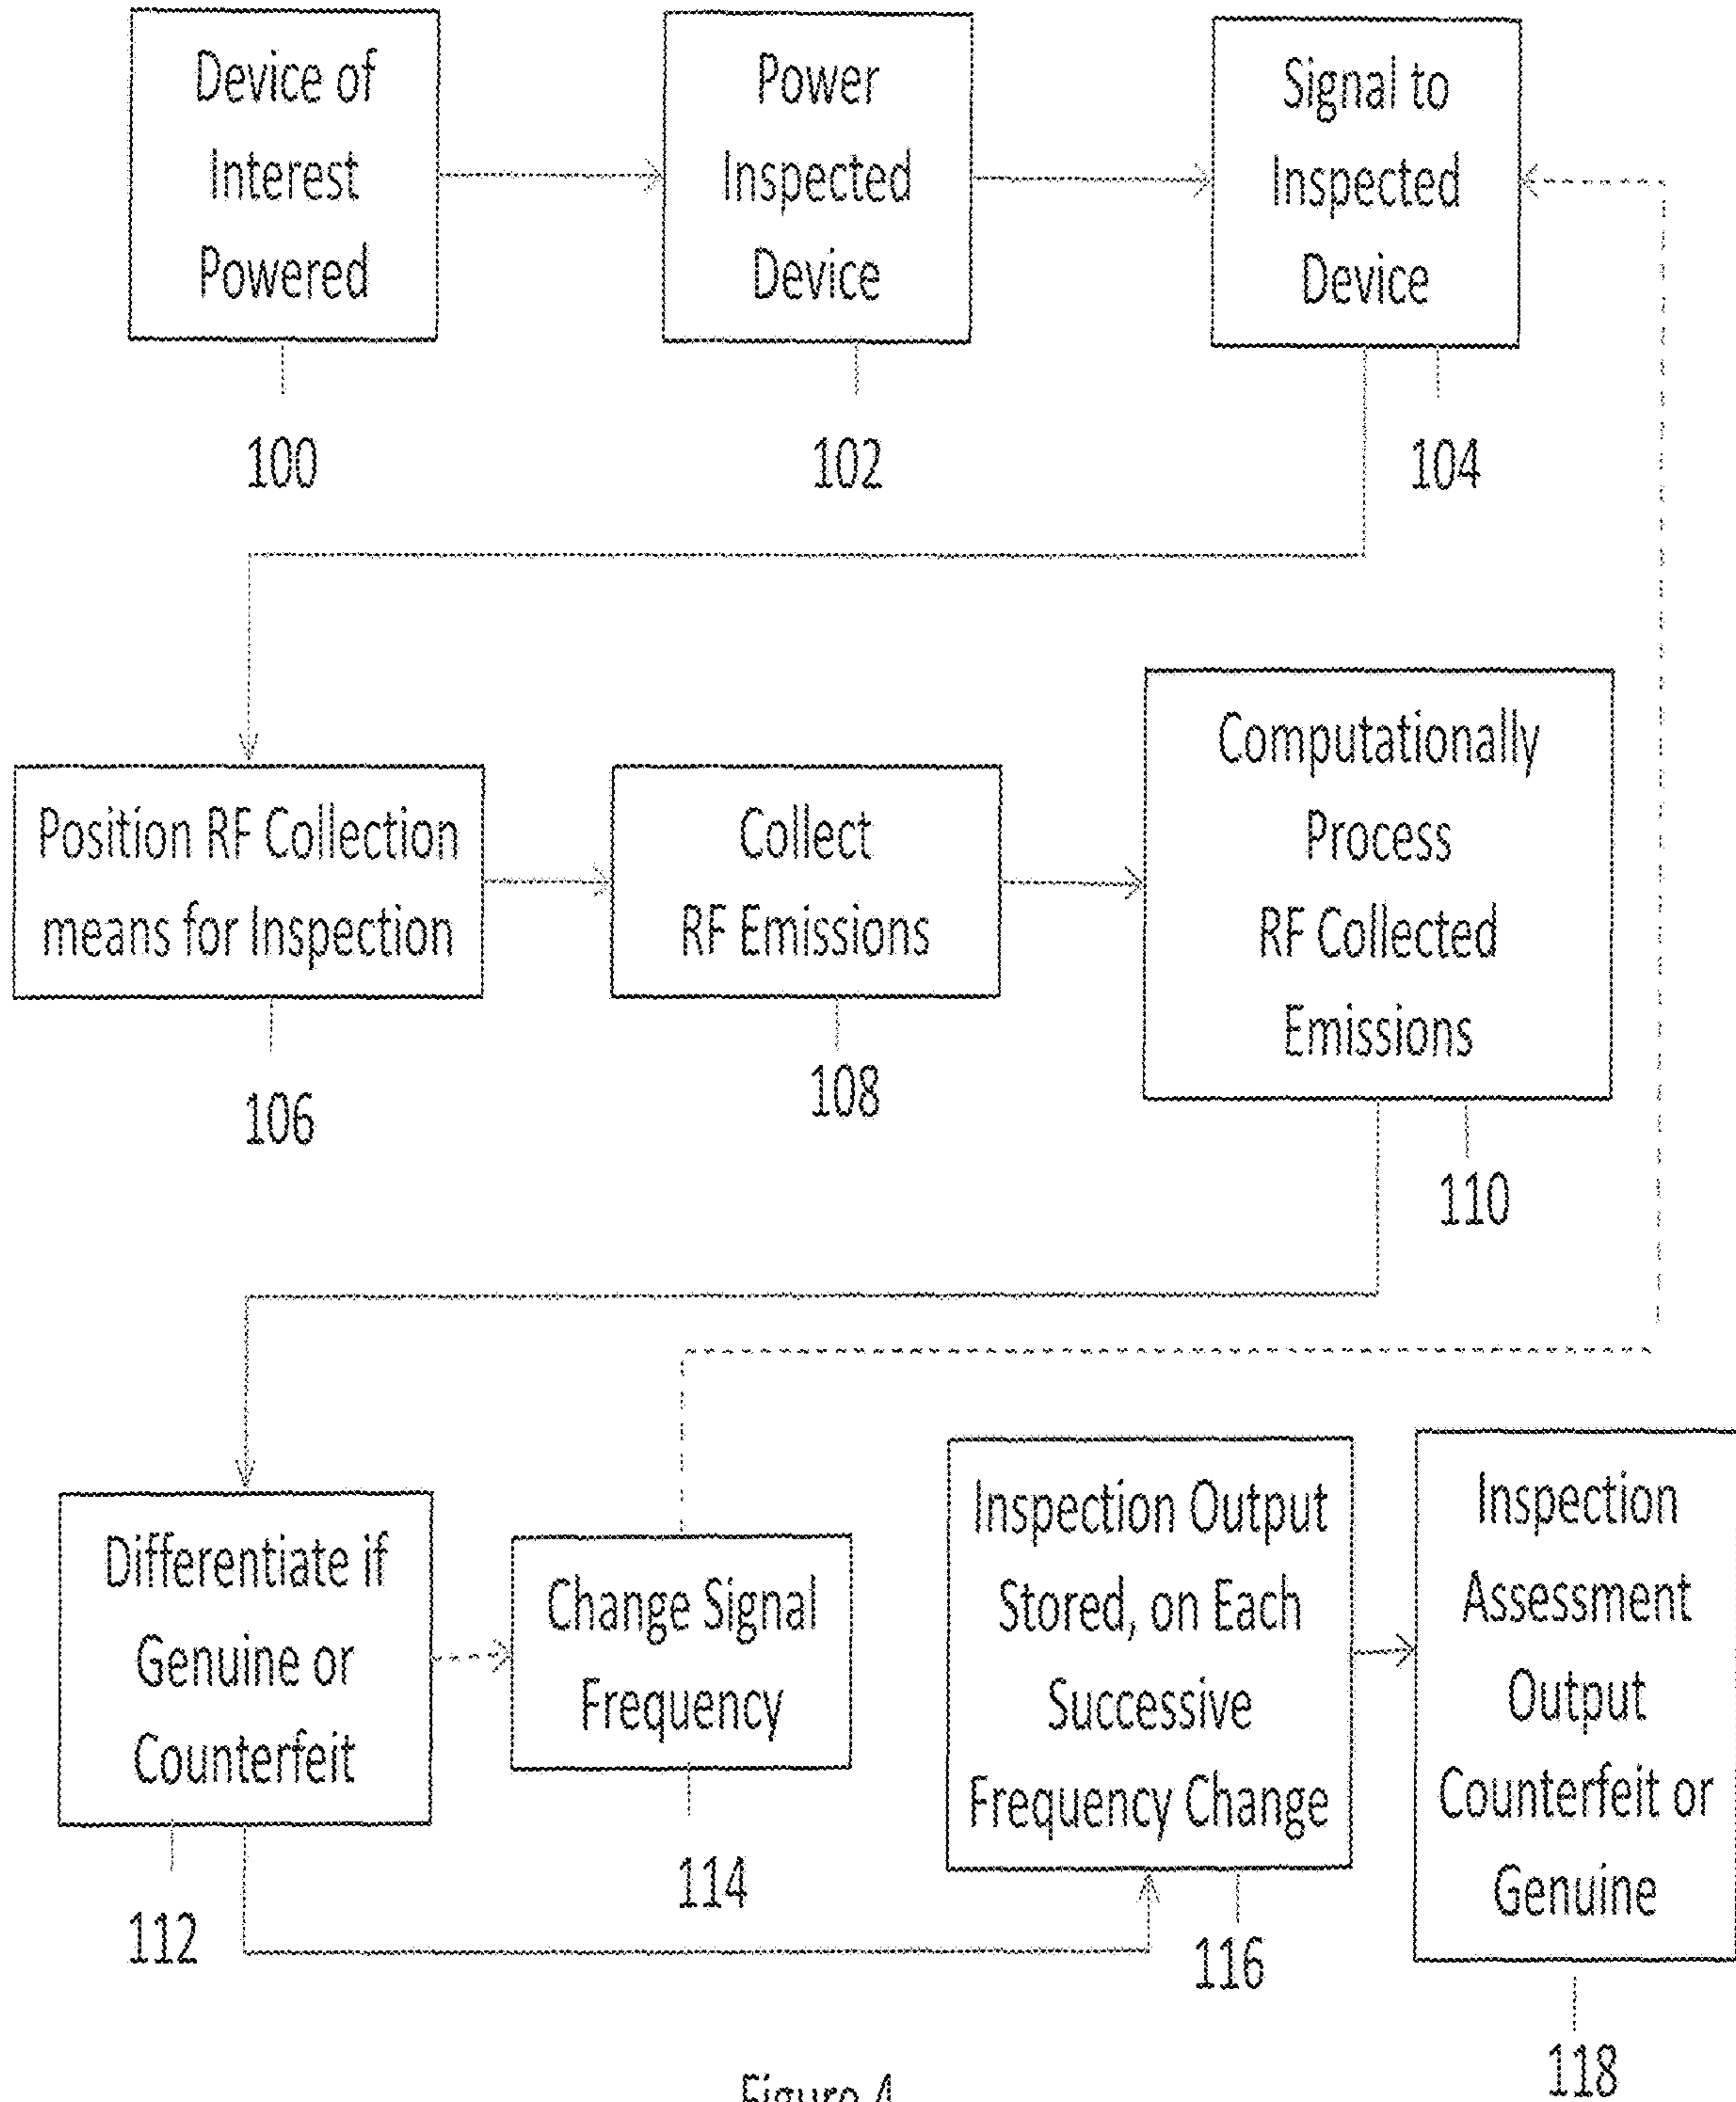 Device of
Interest
Powered
100
Power
Inspected
Device
102
Signal to
Inspected
Device
104
Position RF Collection
means for Inspection
106
Collect
RF Emissions
108
Computationally
Process
RF Collected
Emissions
110
Differentiate if
Genuine or
Counterfeit
112
Change Signal
Frequency
114
Inspection Output
Stored, on Each
Successive
Frequency Change
116
Inspection
Assessment
Output
Counterfeit or
Genuine
118
Figure 4